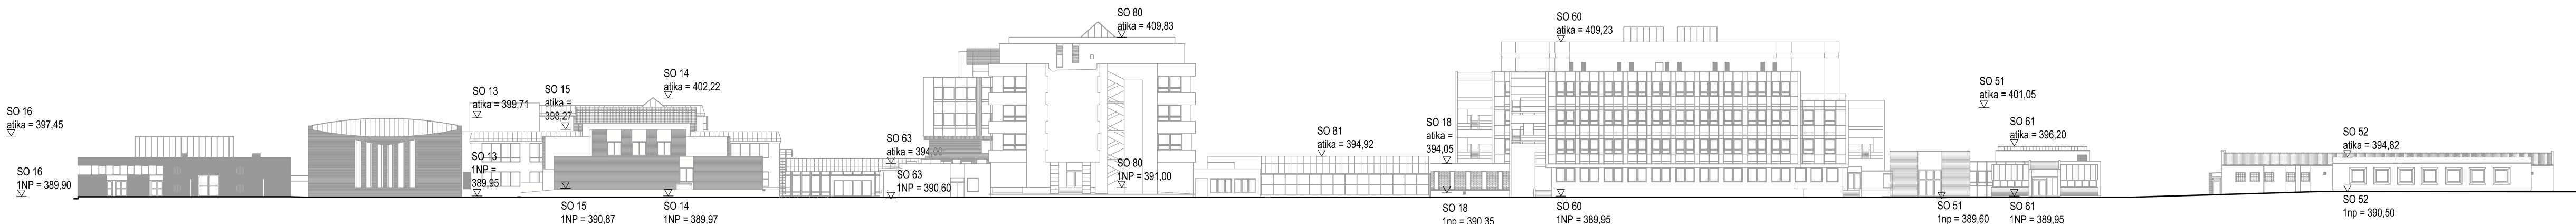 SO 16
atika = 397,45
SO 16
1NP = 389,90
SO 13
atika = 399,71
SO 13
1NP =
389,95
SO 15
atika =
398,27
SO 15
1NP = 390,87
SO 14
atika = 402,22
SO 14
1NP = 389,97
SO 63
atika = 394,00
SO 63
1NP = 390,60
SO 80
atika = 409,83
SO 80
1NP = 391,00
SO 81
atika = 394,92
SO 18
atika =
394,05
SO 18
1np = 390,35
SO 60
atika = 409,23
SO 60
1NP = 389,95
SO 51
atika = 401,05
SO 51
1np = 389,60
SO 61
atika = 396,20
SO 61
1NP = 389,95
SO 52
atika = 394,82
SO 52
1np = 390,50